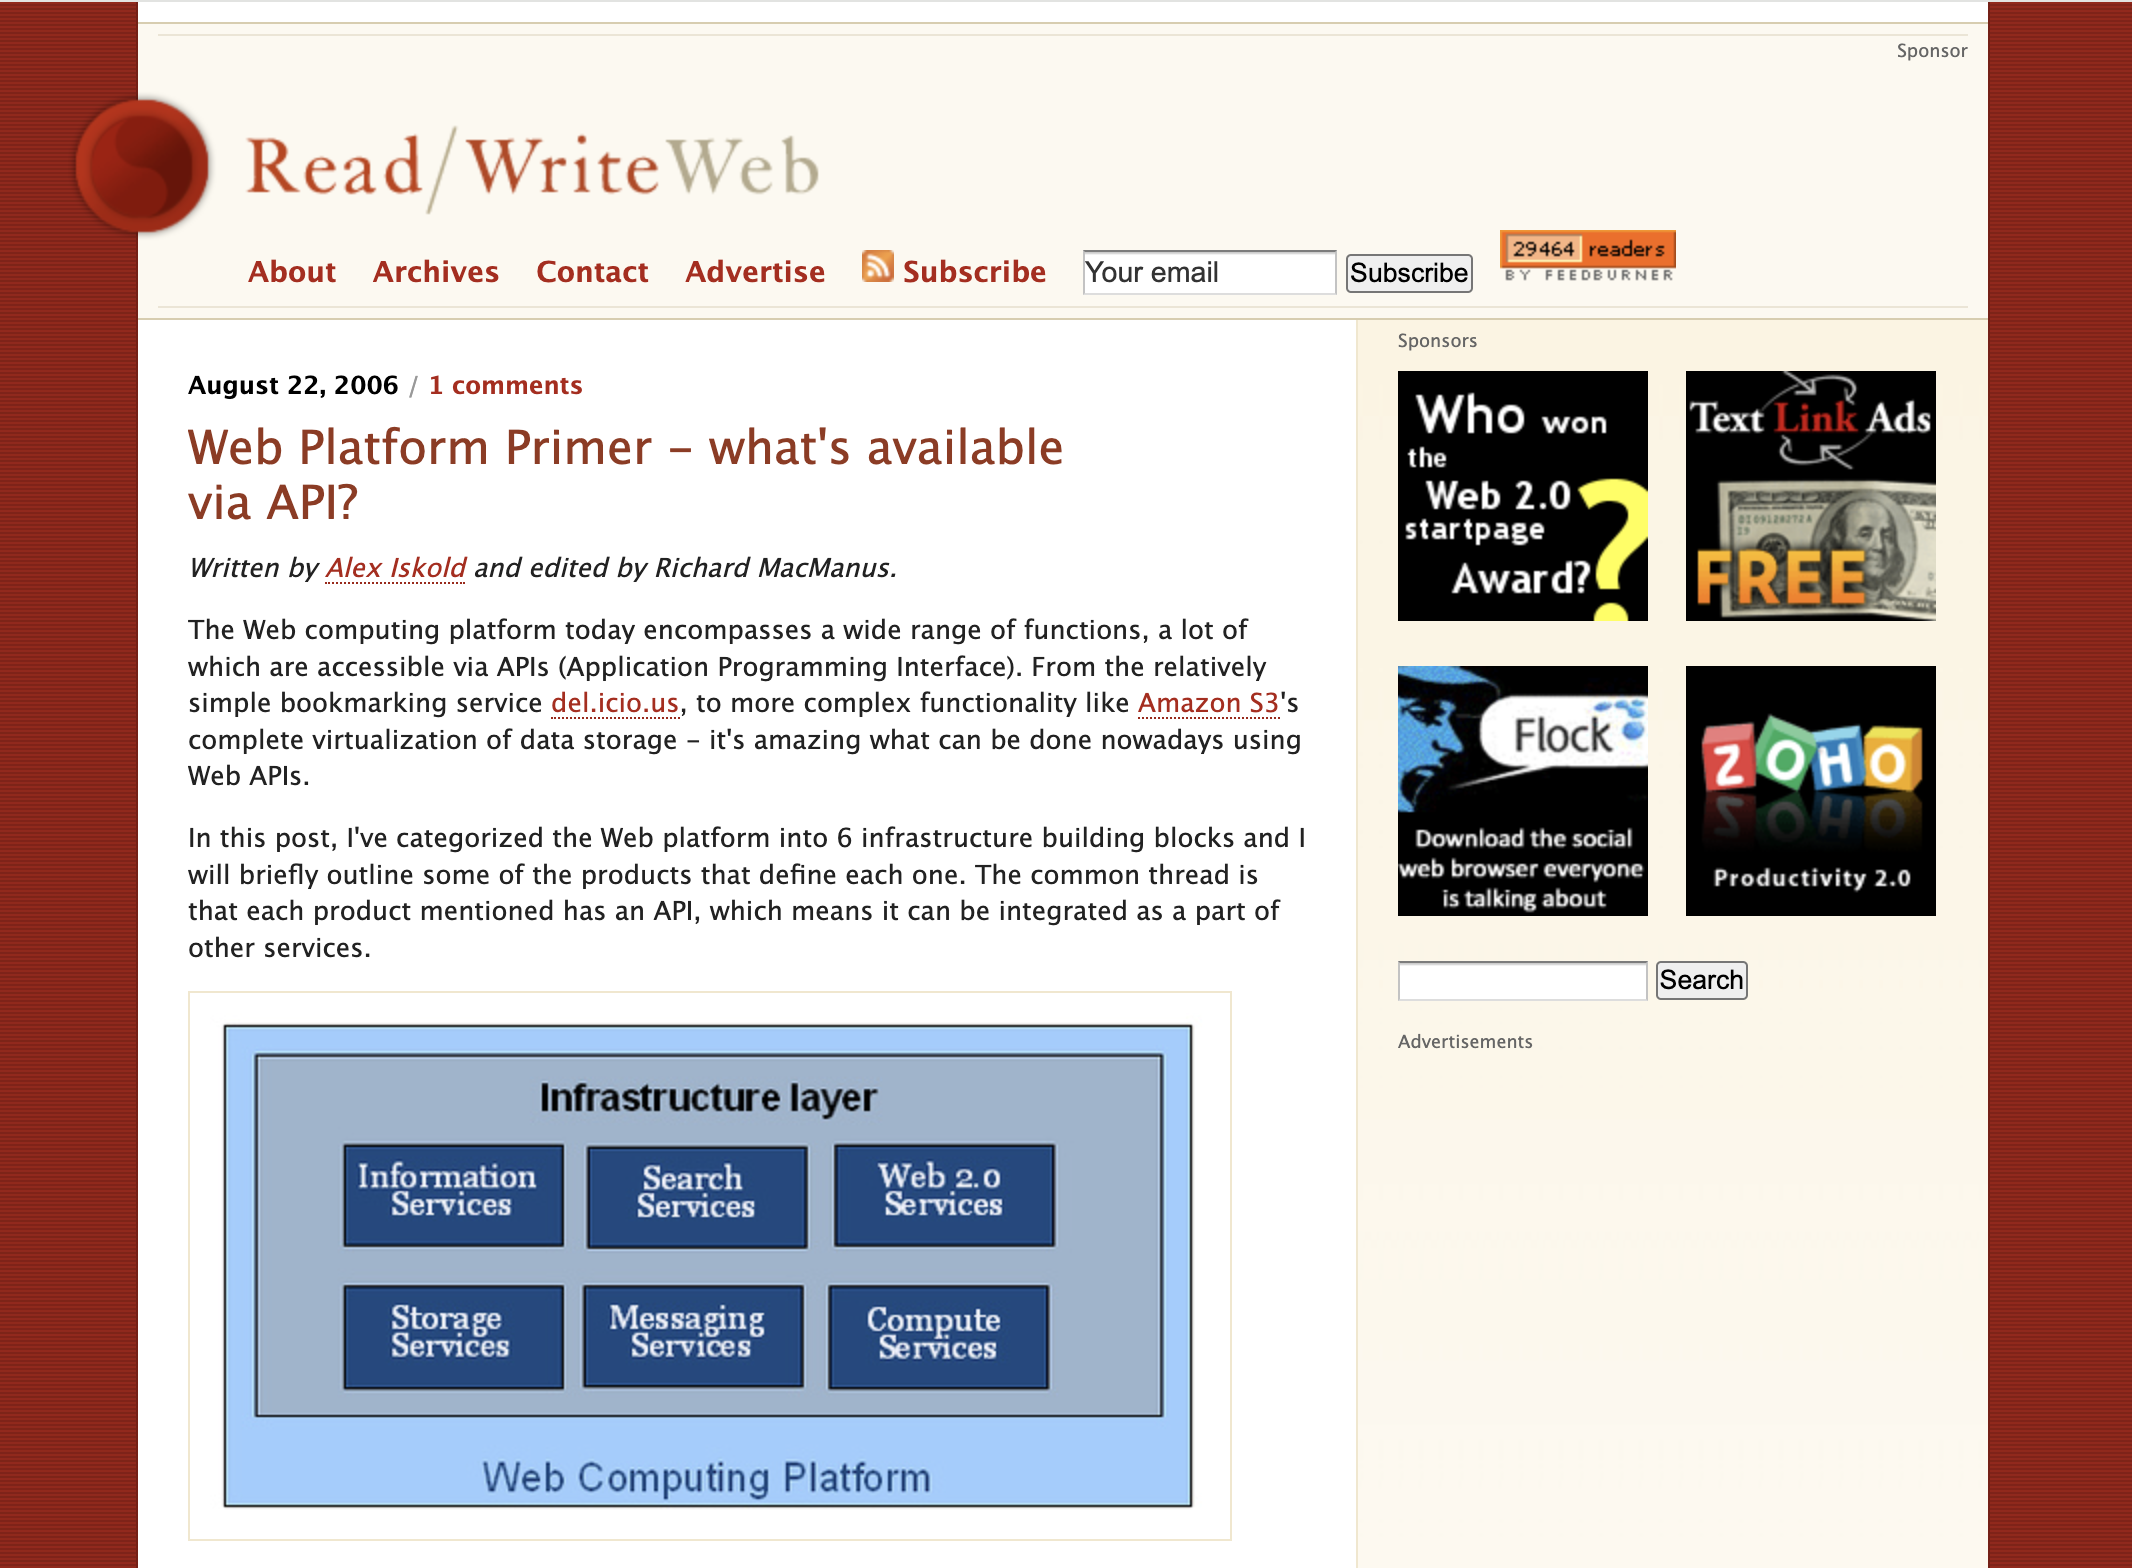 Sponsor
Read/WriteWeb
About Archives Contact Advertise Subscribe Your email Subscribe 29464 readers
BY FEEDBURNER
August 22, 2006 / 1 comments
Web Platform Primer – what's available
via API?
Written by Alex Iskold and edited by Richard MacManus.
The Web computing platform today encompasses a wide range of functions, a lot of
which are accessible via APIs (Application Programming Interface). From the relatively
simple bookmarking service del.icio.us, to more complex functionality like Amazon S3's
complete virtualization of data storage – it's amazing what can be done nowadays using
Web APIs.
In this post, I've categorized the Web platform into 6 infrastructure building blocks and I
will briefly outline some of the products that define each one. The common thread is
that each product mentioned has an API, which means it can be integrated as a part of
other services.
Infrastructure layer
Information
Services
Search
Services
Web 2.0
Services
Storage
Services
Messaging
Services
Compute
Services
Web Computing Platform
Sponsors
Who won
the
Web 2.0
startpage
Award?
Text Link Ads
FREE
Flock
Download the social
web browser everyone
is talking about
ZOHO
Productivity 2.0
Search
Advertisements